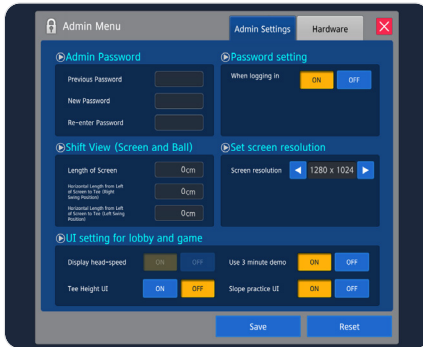 Admin Menu
Admin Settings
Hardware
Admin Password
Previous Password
New Password
Re-enter Password
Password setting
When logging in
ON
OFF
Shift View (Screen and Ball)
Length of Screen
0cm
Horizontal Length from Left
of Screen to Tee (Right
Swing Position)
0cm
Horizontal Length from Left
of Screen to Tee (Left Swing
Position)
0cm
Set screen resolution
Screen resolution
1280 x 1024
UI setting for lobby and game
Display head-speed
ON
OFF
Use 3 minute demo
ON
OFF
Tee Height UI
ON
OFF
Slope practice UI
ON
OFF
Save
Reset